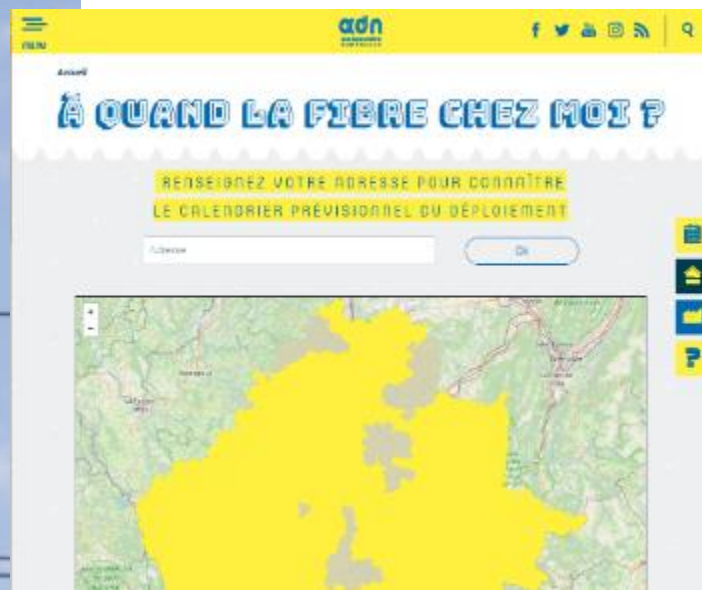 MENU
adn
Accueil
À QUAND LA FIBRE CHEZ MOI ?
RENSEIGNEZ VOTRE ADRESSE POUR CONNAÎTRE
LE CALENDRIER PRÉVISIONNEL DU DÉPLOIEMENT
Adresse
Ok
+
-
?